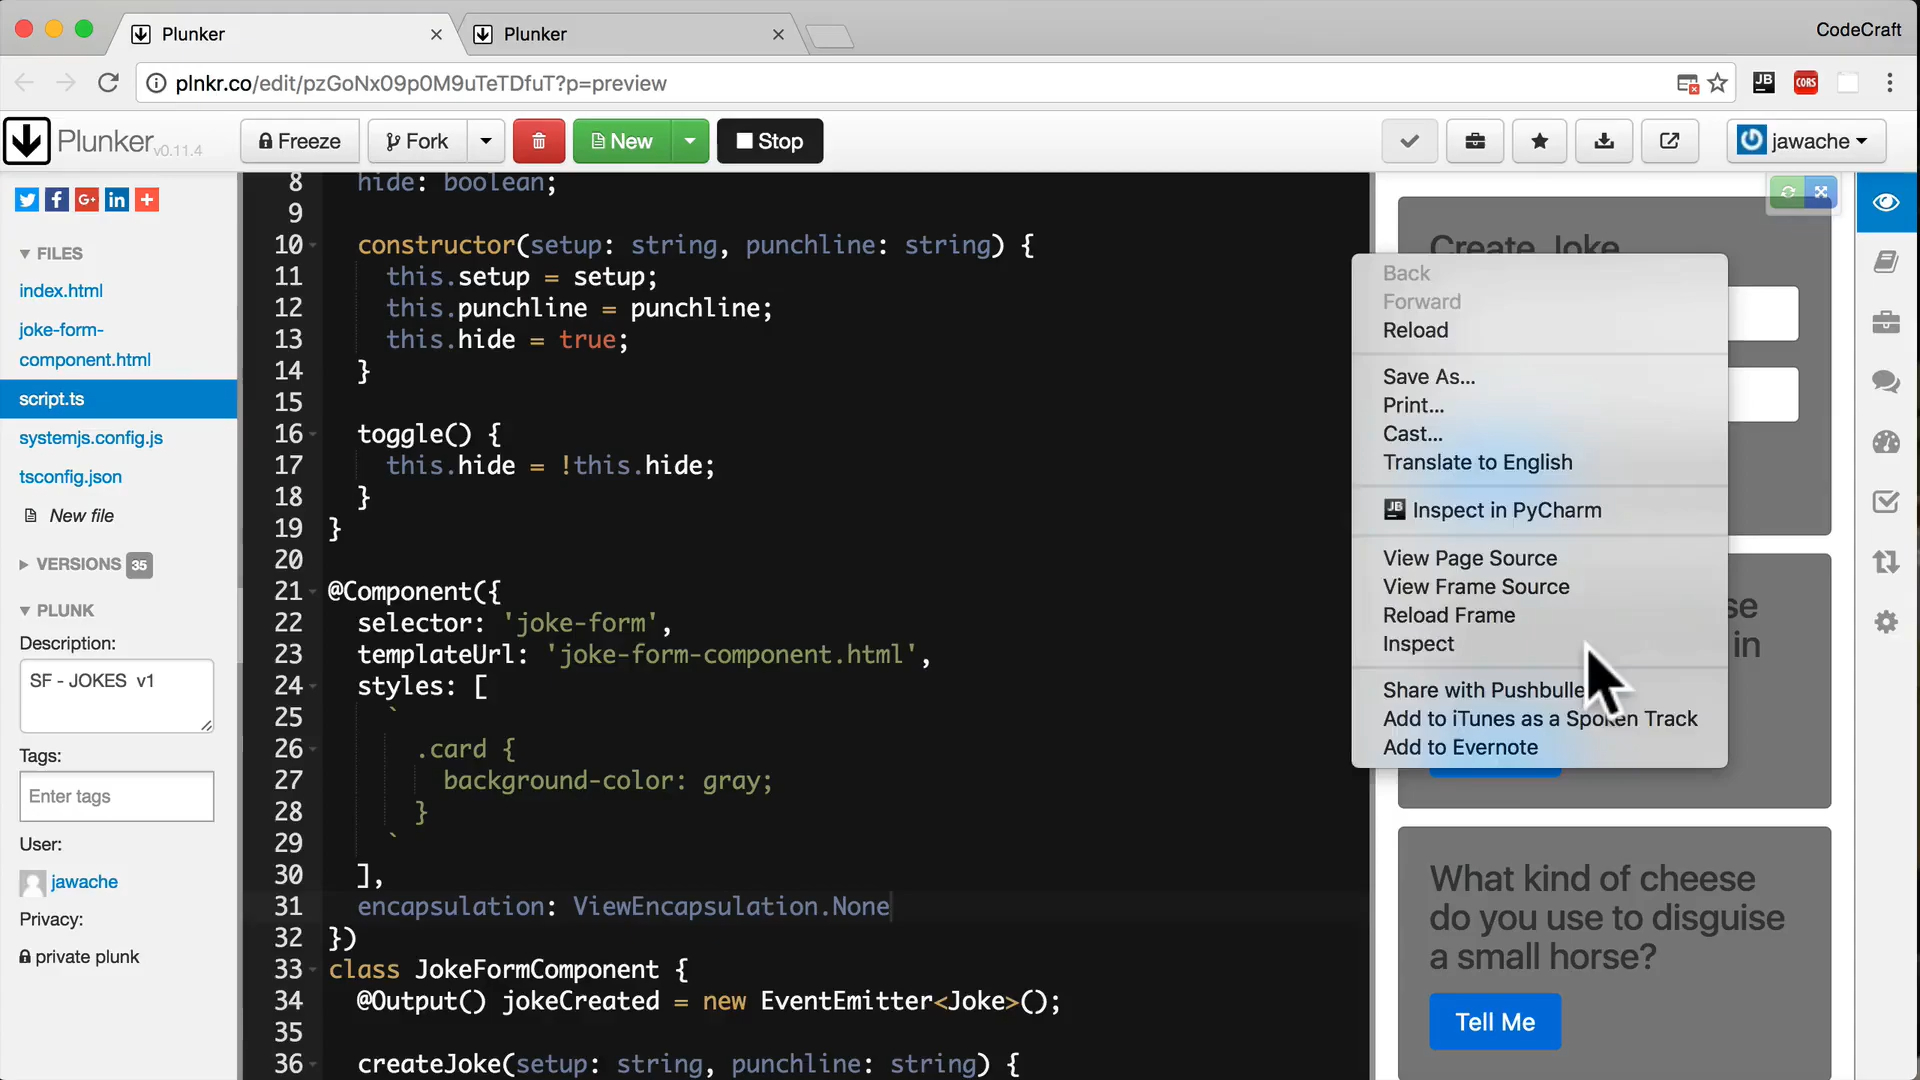 Plunker
Plunker
CodeCraft
plnkr.co/edit/pzGoNx09p0M9uTeTDfuT?p=preview
JB
CORS
Plunker v0.11.4
Freeze
Fork
New
Stop
jawache
FILES
index.html
joke-form-
component.html
script.ts
systemjs.config.js
tsconfig.json
New file
VERSIONS 35
PLUNK
Description:
SF - JOKES v1
Tags:
Enter tags
User:
jawache
Privacy:
private plunk
8 hide: boolean;
9
10 constructor(setup: string, punchline: string) {
11 this.setup = setup;
12 this.punchline = punchline;
13 this.hide = true;
14 }
15
16 toggle() {
17 this.hide = !this.hide;
18 }
19 }
20
21 @Component({
22 selector: 'joke-form',
23 templateUrl: 'joke-form-component.html',
24 styles: [
25 `
26 .card {
27 background-color: gray;
28 }
29 `
30 ],
31 encapsulation: ViewEncapsulation.None
32 })
33 class JokeFormComponent {
34 @Output() jokeCreated = new EventEmitter<Joke>();
35
36 createJoke(setup: string, punchline: string) {
Create Joke
Back
Forward
Reload
Save As...
Print...
Cast...
Translate to English
JB Inspect in PyCharm
View Page Source
View Frame Source
Reload Frame
Inspect
Share with Pushbulle
Add to iTunes as a Spoken Track
Add to Evernote
se
in
What kind of cheese
do you use to disguise
a small horse?
Tell Me